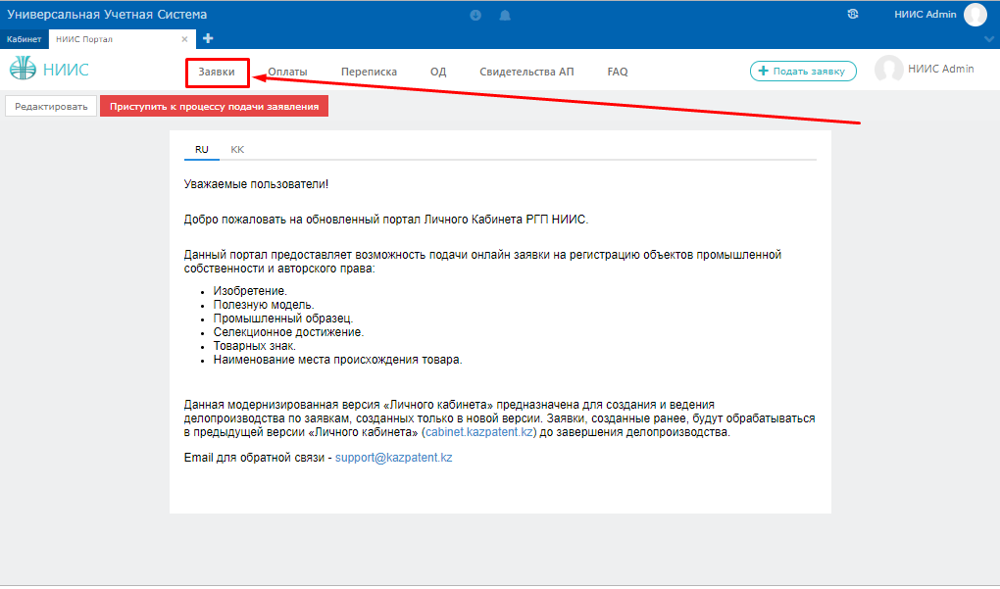 Универсальная Учетная Система
НИИС Admin
Кабинет
НИИС Портал
НИИС
Заявки
Оплаты
Переписка
ОД
Свидетельства АП
FAQ
Подать заявку
НИИС Admin
Редактировать
Приступить к процессу подачи заявления
RU
KK
Уважаемые пользователи!
Добро пожаловать на обновленный портал Личного Кабинета РГП НИИС.
Данный портал предоставляет возможность подачи онлайн заявки на регистрацию объектов промышленной
собственности и авторского права:
Изобретение.
Полезную модель.
Промышленный образец.
Селекционное достижение.
Товарных знак.
Наименование места происхождения товара.
Данная модернизированная версия «Личного кабинета» предназначена для создания и ведения
делопроизводства по заявкам, созданных только в новой версии. Заявки, созданные ранее, будут обрабатываться
в предыдущей версии «Личного кабинета» (cabinet.kazpatent.kz) до завершения делопроизводства.
Email для обратной связи - support@kazpatent.kz